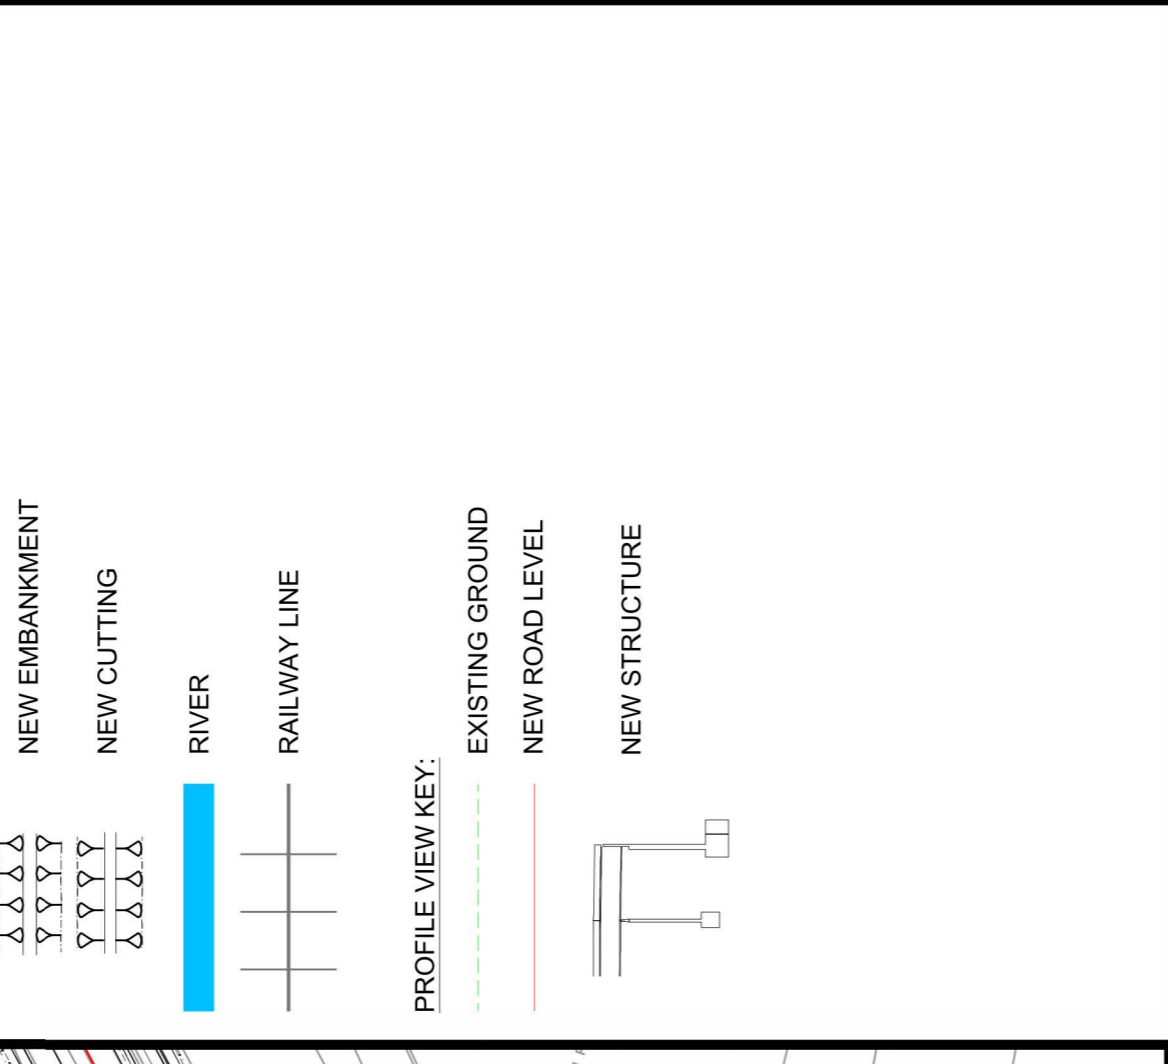 NEW EMBANKMENT
NEW CUTTING
RIVER
RAILWAY LINE
PROFILE VIEW KEY:
EXISTING GROUND
NEW ROAD LEVEL
NEW STRUCTURE